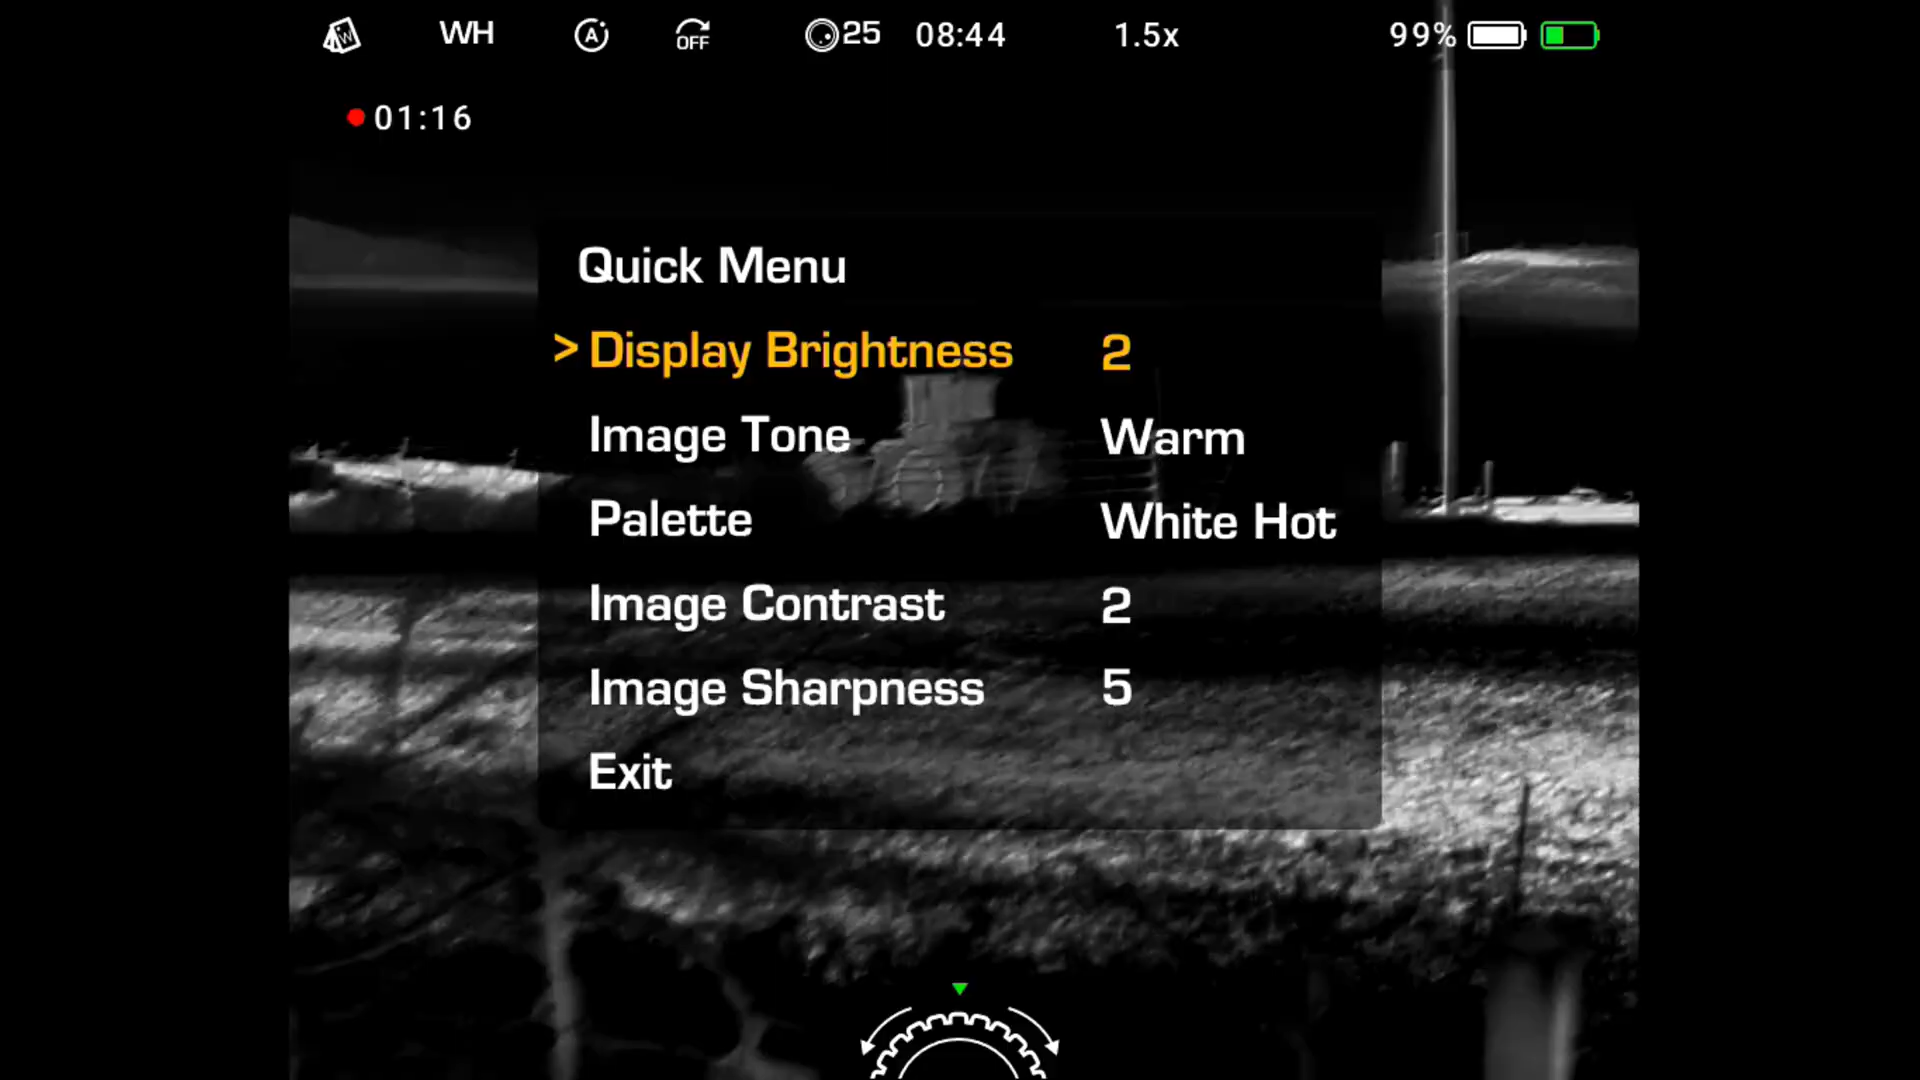 W WH A OFF 25 08:44 1.5x 99%
01:16
Quick Menu
> Display Brightness 2
Image Tone Warm
Palette White Hot
Image Contrast 2
Image Sharpness 5
Exit